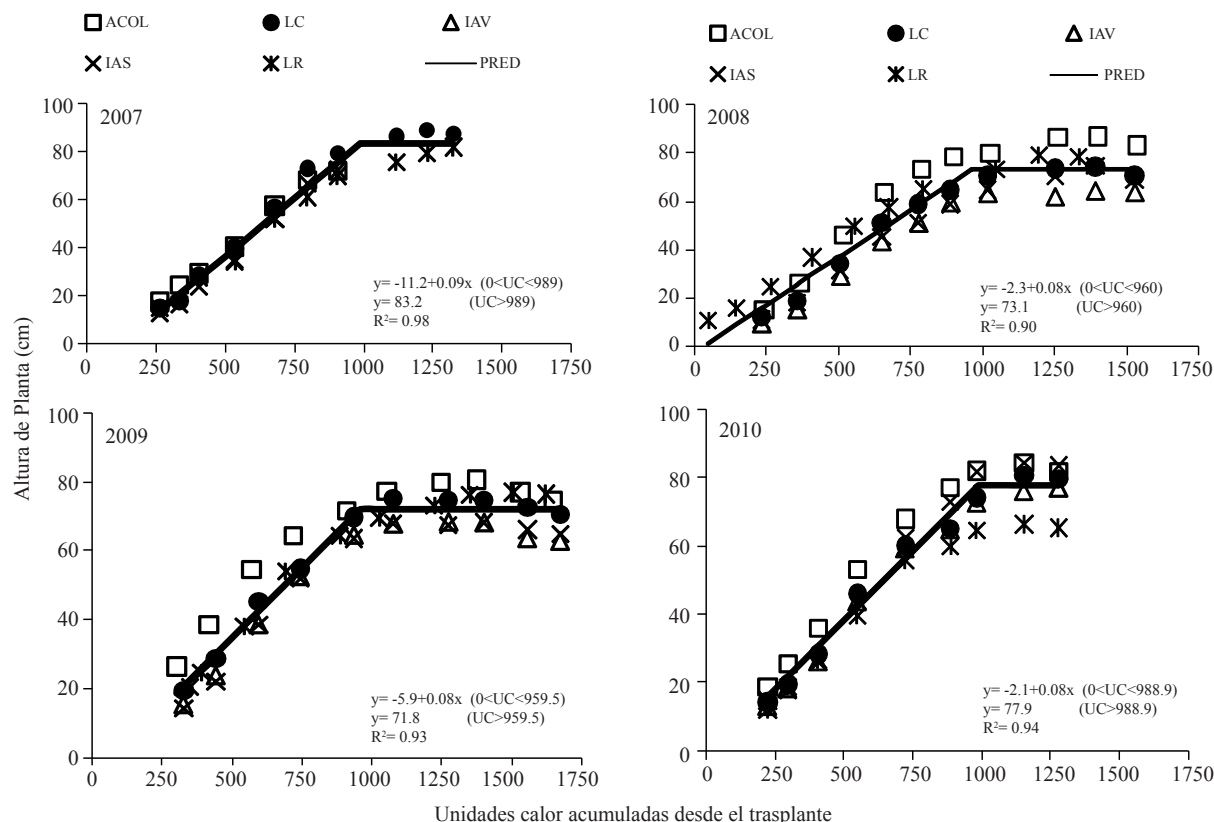 ACOL LC IAV
IAS LR PRED
ACOL LC IAV
IAS LR PRED
Altura de Planta (cm)
2007
100
80
60
40
20
0
0 250 500 750 1000 1250 1500 1750
y= -11.2+0.09x (0<UC<989)
y= 83.2 (UC>989)
R²= 0.98
2008
100
80
60
40
20
0
0 250 500 750 1000 1250 1500 1750
y= -2.3+0.08x (0<UC<960)
y= 73.1 (UC>960)
R²= 0.90
2009
100
80
60
40
20
0
0 250 500 750 1000 1250 1500 1750
y= -5.9+0.08x (0<UC<959.5)
y= 71.8 (UC>959.5)
R²= 0.93
2010
100
80
60
40
20
0
0 250 500 750 1000 1250 1500 1750
y= -2.1+0.08x (0<UC<988.9)
y= 77.9 (UC>988.9)
R²= 0.94
Unidades calor acumuladas desde el trasplante